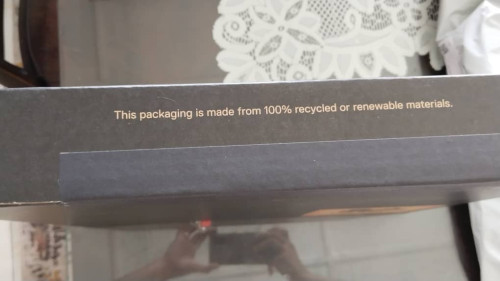 This packaging is made from 100% recycled or renewable materials.